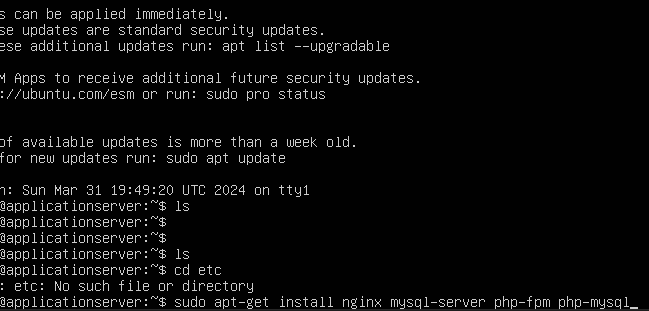 s can be applied immediately.
se updates are standard security updates.
ese additional updates run: apt list --upgradable
M Apps to receive additional future security updates.
://ubuntu.com/esm or run: sudo pro status
of available updates is more than a week old.
for new updates run: sudo apt update
n: Sun Mar 31 19:49:20 UTC 2024 on tty1
@applicationserver:~$ ls
@applicationserver:~$
@applicationserver:~$
@applicationserver:~$ ls
@applicationserver:~$ cd etc
: etc: No such file or directory
@applicationserver:~$ sudo apt-get install nginx mysql-server php-fpm php-mysql_